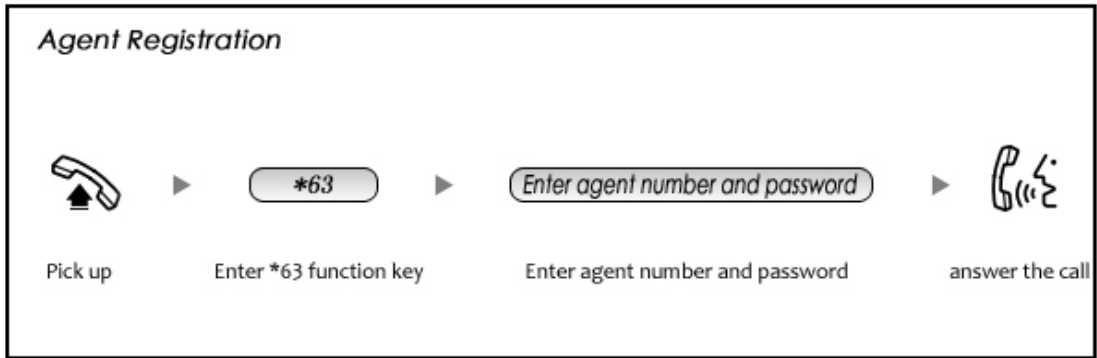 Agent Registration
*63
Enter agent number and password
Pick up
Enter *63 function key
Enter agent number and password
answer the call